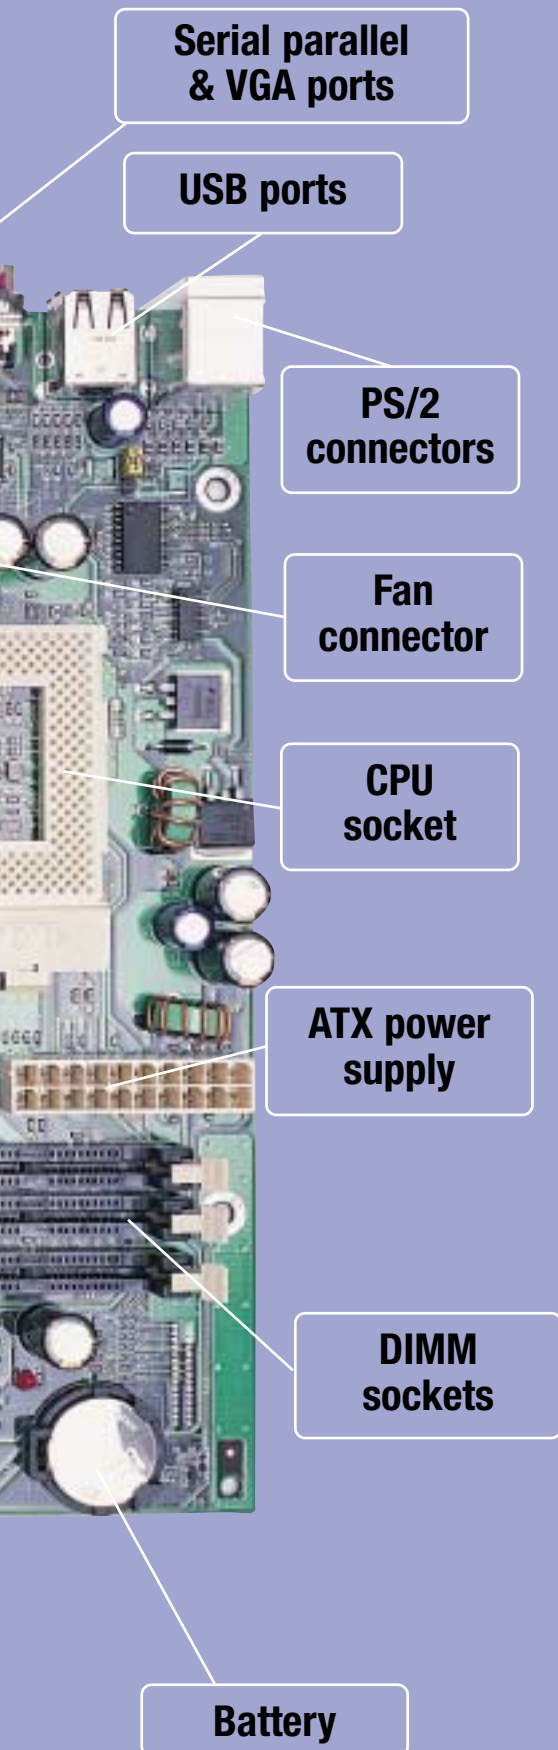 Serial parallel
& VGA ports
USB ports
PS/2
connectors
Fan
connector
CPU
socket
ATX power
supply
DIMM
sockets
Battery